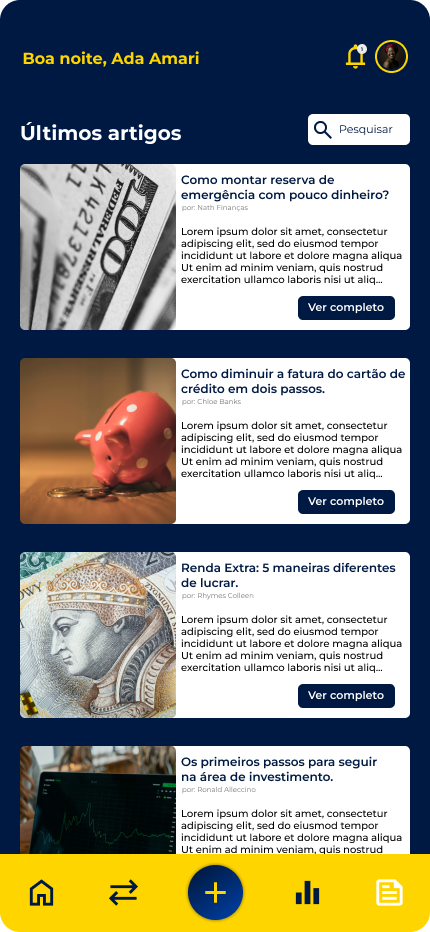 Boa noite, Ada Amari
1
Últimos artigos
Pesquisar
100
FEDERAL RESERVE
Como montar reserva de
emergência com pouco dinheiro?
por: Nath Finanças
Lorem ipsum dolor sit amet, consectetur
adipiscing elit, sed do eiusmod tempor
incididunt ut labore et dolore magna aliqua
Ut enim ad minim veniam, quis nostrud
exercitation ullamco laboris nisi ut aliq...
Ver completo
Como diminuir a fatura do cartão de
crédito em dois passos.
por: Chloe Banks
Lorem ipsum dolor sit amet, consectetur
adipiscing elit, sed do eiusmod tempor
incididunt ut labore et dolore magna aliqua
Ut enim ad minim veniam, quis nostrud
exercitation ullamco laboris nisi ut aliq...
Ver completo
Renda Extra: 5 maneiras diferentes
de lucrar.
por: Rhymes Colleen
Lorem ipsum dolor sit amet, consectetur
adipiscing elit, sed do eiusmod tempor
incididunt ut labore et dolore magna aliqua
Ut enim ad minim veniam, quis nostrud
exercitation ullamco laboris nisi ut aliq...
Ver completo
Os primeiros passos para seguir
na área de investimento.
por: Ronald Alleccino
Lorem ipsum dolor sit amet, consectetur
adipiscing elit, sed do eiusmod tempor
incididunt ut labore et dolore magna aliqua
Ut enim ad minim veniam, quis nostrud